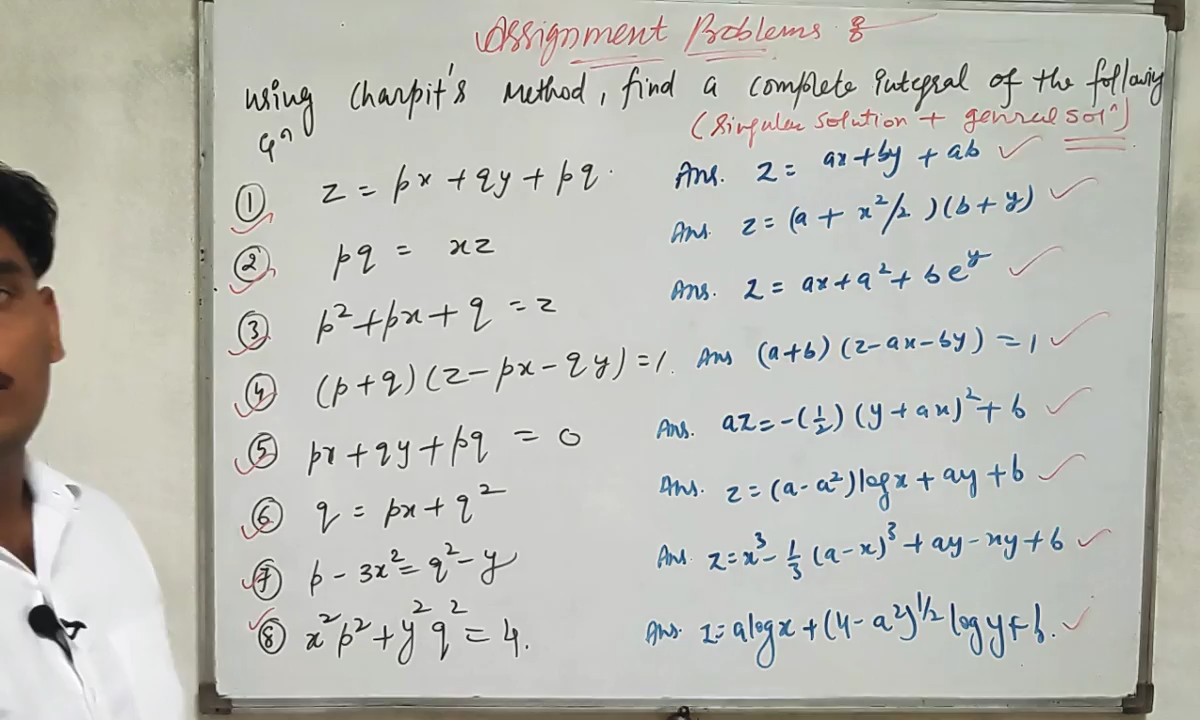 Assignment Problems :
using Charpit's Method, find a complete integral of the following
(Singular solution + general solⁿ)
qⁿ
① z = px + qy + pq. Ans. z = ax + by + ab ✓
② pq = xz Ans. z = (a + x²/2)(b + y) ✓
③ p² + px + q = z Ans. z = ax + a² + be^y ✓
④ (p+q)(z - px - qy) = 1. Ans (a+b)(z - ax - by) = 1 ✓
⑤ px + qy + pq = 0 Ans. az = -(1/2)(y + ax)² + b ✓
⑥ q = px + q² Ans. z = (a - a²) log x + ay + b ✓
⑦ p - 3x² = q² - y Ans z = x³ - 1/3 (a - x)³ + ay - xy + b ✓
⑧ x²p² + y²q² = 4. Ans. z = a log x + (4 - a²)^1/2 log y + b. ✓